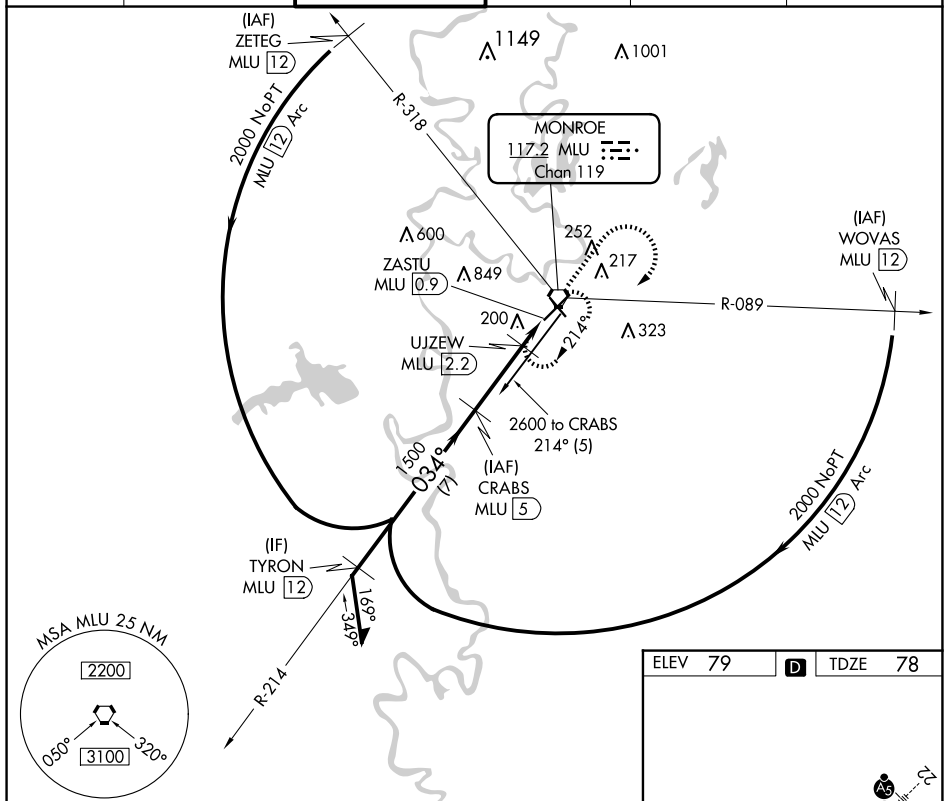 (IAF)
ZETEG
MLU 12
1149
1001
R-318
2000 NoPT
MLU 12 Arc
MONROE
117.2 MLU
Chan 119
(IAF)
WOVAS
MLU 12
600
252
217
ZASTU
MLU 0.9
849
R-089
200
323
UJZEW
MLU 2.2
214°
2600 to CRABS
214° (5)
1500
034°
(7)
(IAF)
CRABS
MLU 5
2000 NoPT
MLU 12 Arc
(IF)
TYRON
MLU 12
169°
349°
R-214
MSA MLU 25 NM
2200
050°
320°
3100
ELEV 79
D
TDZE 78
A5
22